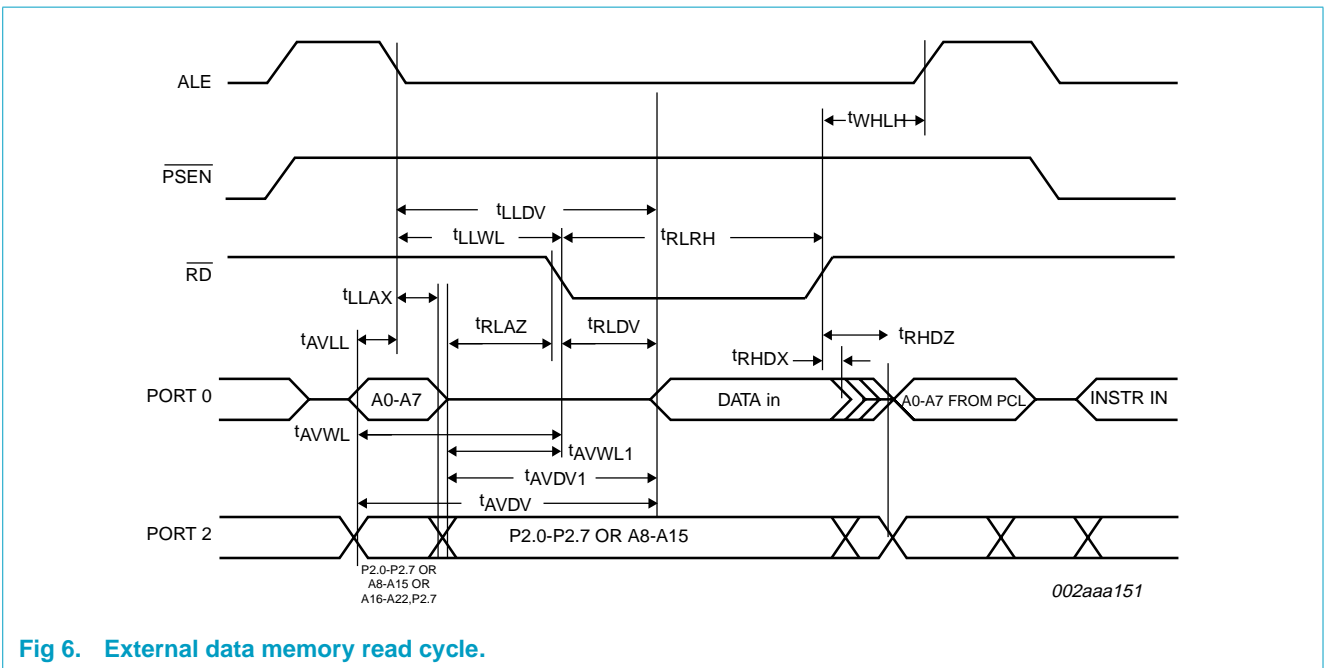 ALE
tWHLH
PSEN
tLLDV
tLLWL
tRLRH
RD
tLLAX
tRLAZ
tRLDV
tAVLL
tRHDZ
tRHDX
PORT 0
A0-A7
DATA in
A0-A7 FROM PCL
INSTR IN
tAVWL
tAVWL1
tAVDV1
tAVDV
PORT 2
P2.0-P2.7 OR A8-A15
P2.0-P2.7 OR
A8-A15 OR
A16-A22,P2.7
002aaa151
Fig 6. External data memory read cycle.